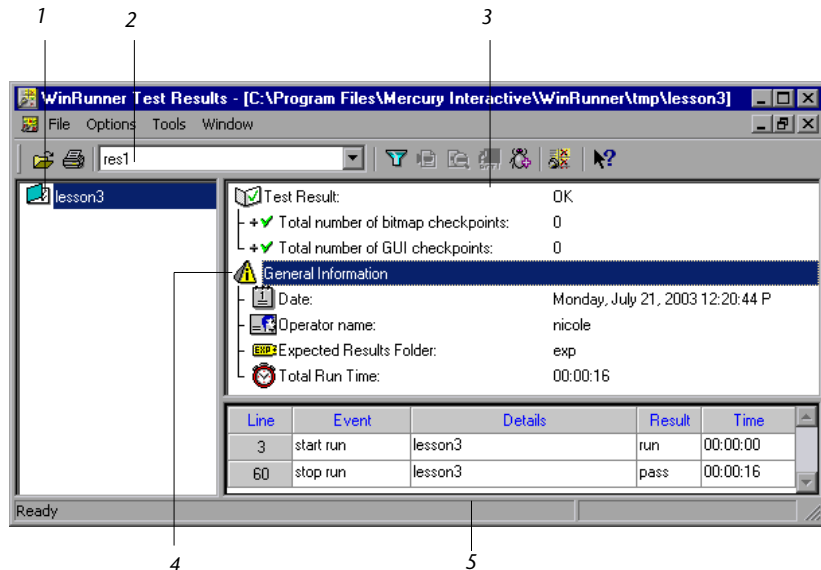 1 2 3
WinRunner Test Results - [C:\Program Files\Mercury Interactive\WinRunner\tmp\lesson3]
File Options Tools Window
res1
lesson3
Test Result: OK
Total number of bitmap checkpoints: 0
Total number of GUI checkpoints: 0
General Information
Date: Monday, July 21, 2003 12:20:44 P
Operator name: nicole
EXP Expected Results Folder: exp
Total Run Time: 00:00:16
Line Event Details Result Time
3 start run lesson3 run 00:00:00
60 stop run lesson3 pass 00:00:16
Ready
4 5